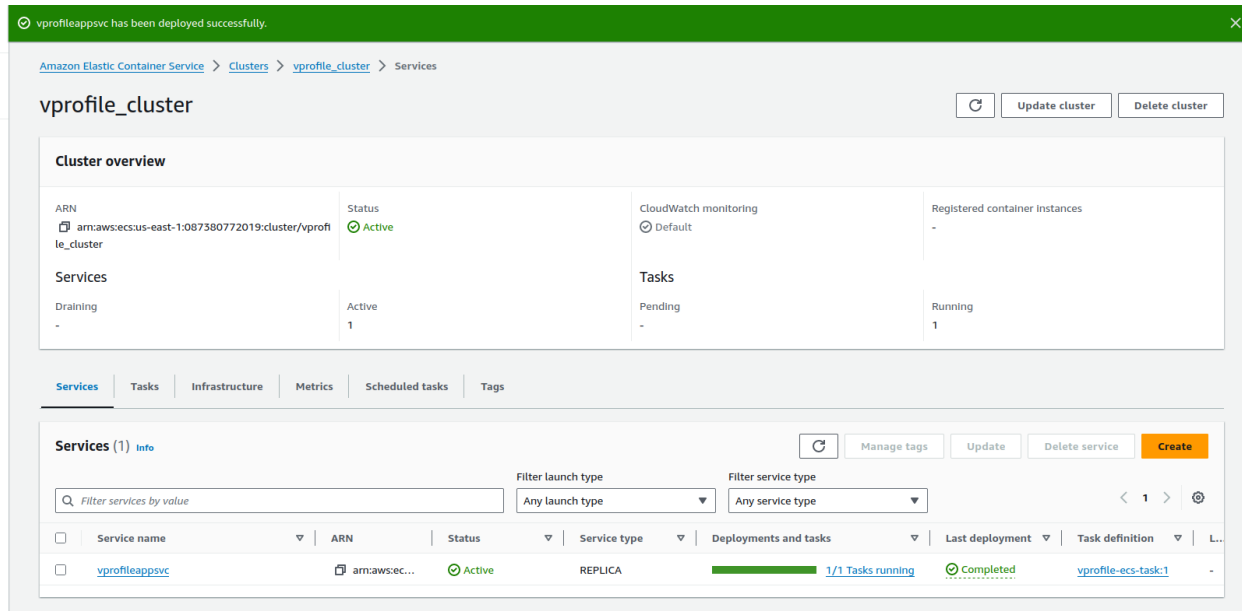 vprofileappsvc has been deployed successfully.
Amazon Elastic Container Service > Clusters > vprofile_cluster > Services
vprofile_cluster
Update cluster
Delete cluster
Cluster overview
ARN
arn:aws:ecs:us-east-1:087380772019:cluster/vprofi
le_cluster
Status
Active
CloudWatch monitoring
Default
Registered container instances
-
Services
Tasks
Draining
-
Active
1
Pending
-
Running
1
Services
Tasks
Infrastructure
Metrics
Scheduled tasks
Tags
Services (1) Info
Manage tags
Update
Delete service
Create
Filter launch type
Filter service type
Filter services by value
Any launch type
Any service type
1
Service name
ARN
Status
Service type
Deployments and tasks
Last deployment
Task definition
L...
vprofileappsvc
arn:aws:ec...
Active
REPLICA
1/1 Tasks running
Completed
vprofile-ecs-task:1
-